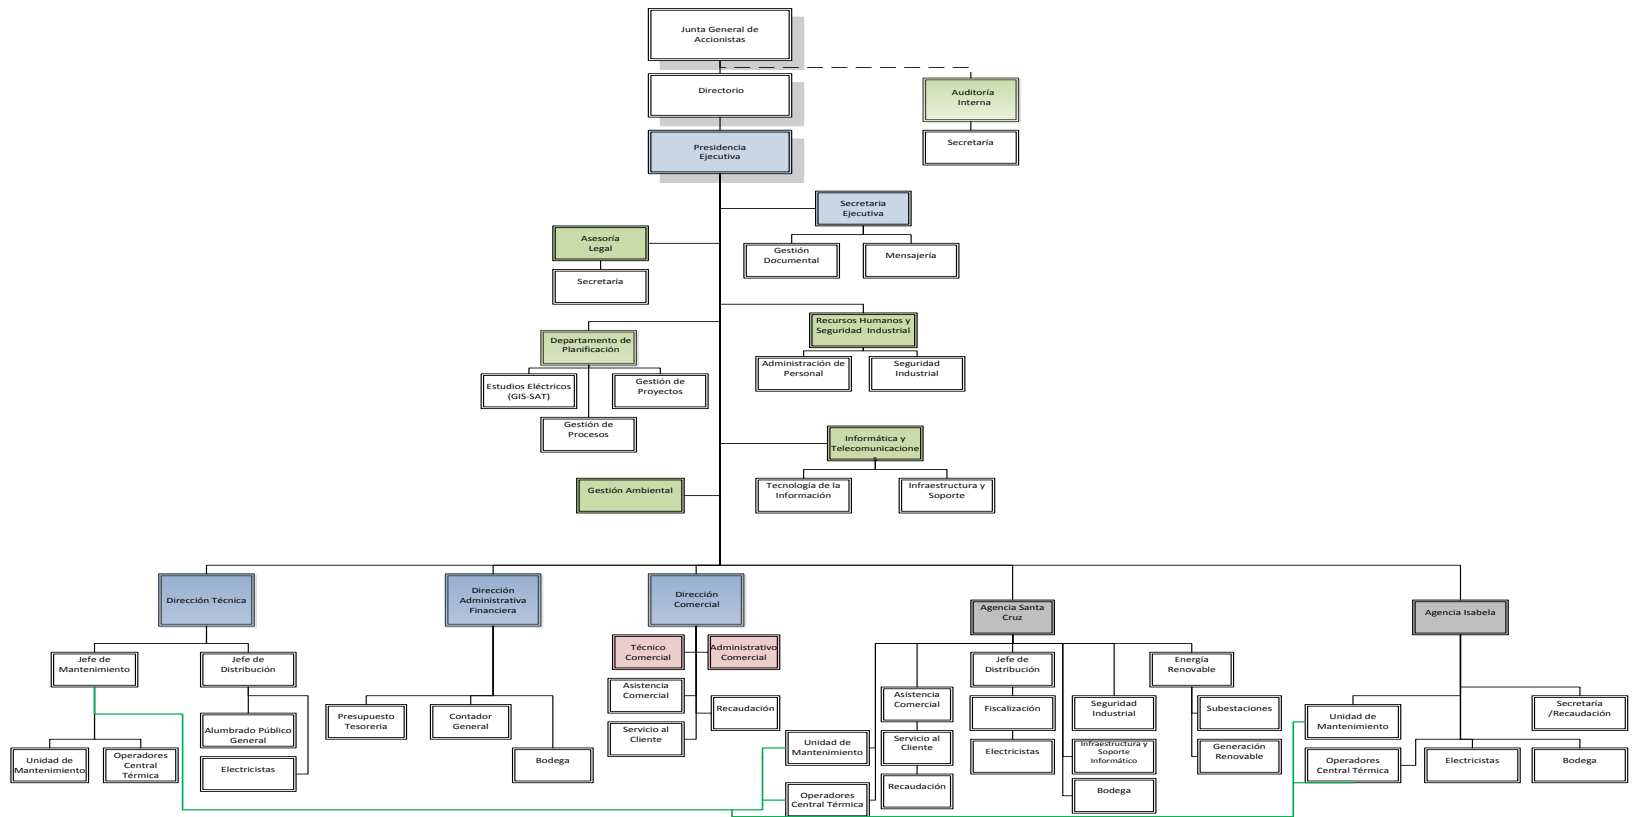 Junta General de
Accionistas
Directorio
Auditoría
Interna
Presidencia
Ejecutiva
Secretaría
Secretaria
Ejecutiva
Asesoría
Legal
Gestión
Documental
Mensajería
Secretaría
Recursos Humanos y
Seguridad Industrial
Departamento de
Planificación
Administración de
Personal
Seguridad
Industrial
Estudios Eléctricos
(GIS-SAT)
Gestión de
Proyectos
Gestión de
Procesos
Informática y
Telecomunicacione
s
Gestión Ambiental
Tecnología de la
Información
Infraestructura y
Soporte
Dirección Técnica
Dirección
Administrativa
Financiera
Dirección
Comercial
Agencia Santa
Cruz
Agencia Isabela
Jefe de
Mantenimiento
Jefe de
Distribución
Técnico
Comercial
Administrativo
Comercial
Jefe de
Distribución
Energía
Renovable
Asistencia
Comercial
Recaudación
Asistencia
Comercial
Fiscalización
Seguridad
Industrial
Subestaciones
Unidad de
Mantenimiento
Secretaría
/Recaudación
Presupuesto
Tesoreria
Contador
General
Alumbrado Público
General
Servicio al
Cliente
Unidad de
Mantenimiento
Servicio al
Cliente
Electricistas
Infraestructura y
Soporte
Informático
Generación
Renovable
Unidad de
Mantenimiento
Operadores
Central
Térmica
Electricistas
Bodega
Operadores
Central Térmica
Electricistas
Bodega
Operadores
Central Térmica
Recaudación
Bodega